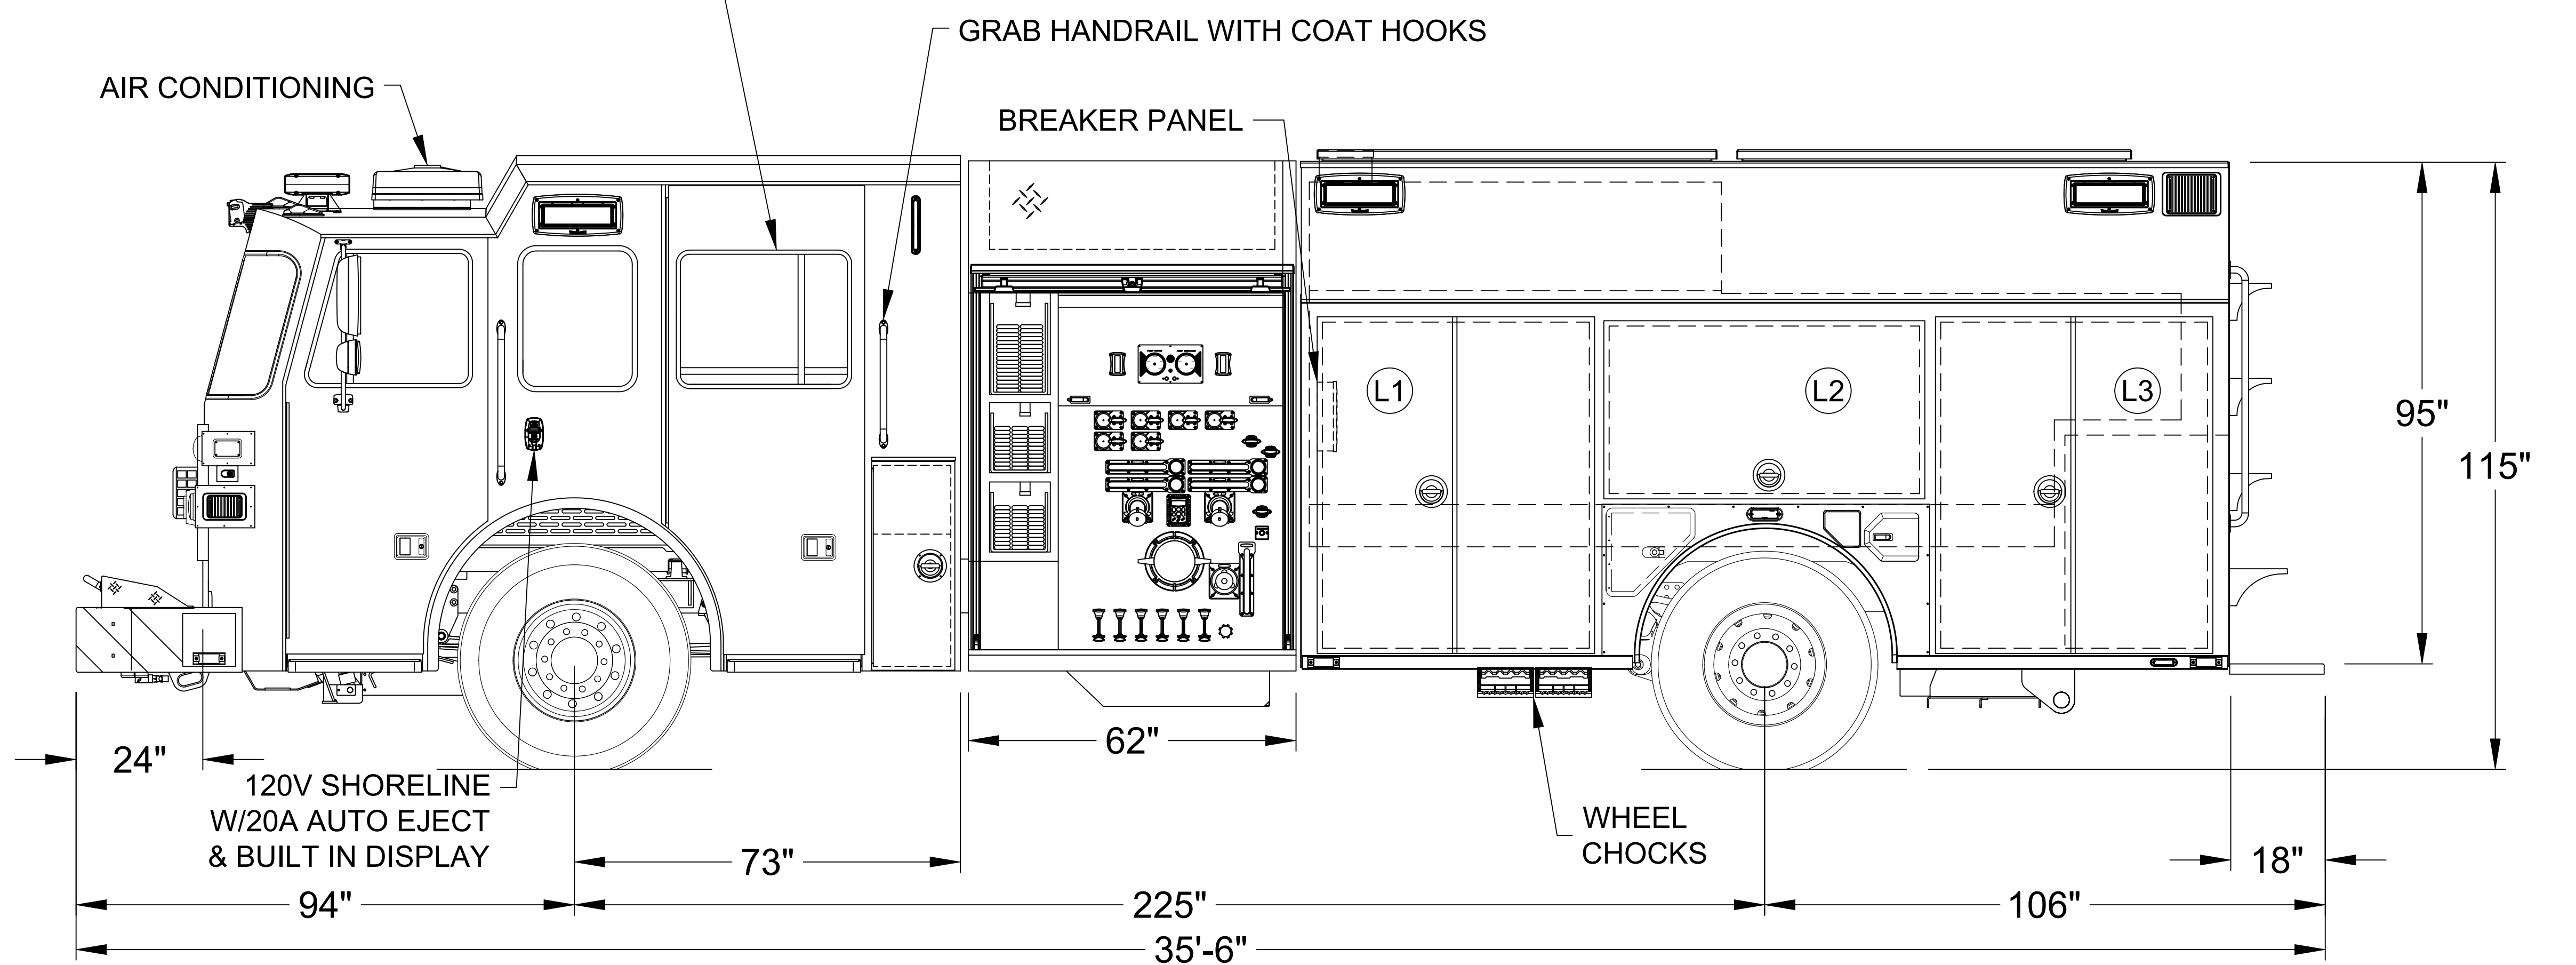 GRAB HANDRAIL WITH COAT HOOKS
AIR CONDITIONING
BREAKER PANEL
L1
L2
L3
95"
115"
62"
24"
120V SHORELINE
W/20A AUTO EJECT
& BUILT IN DISPLAY
WHEEL
CHOCKS
73"
18"
94"
225"
106"
35'-6"